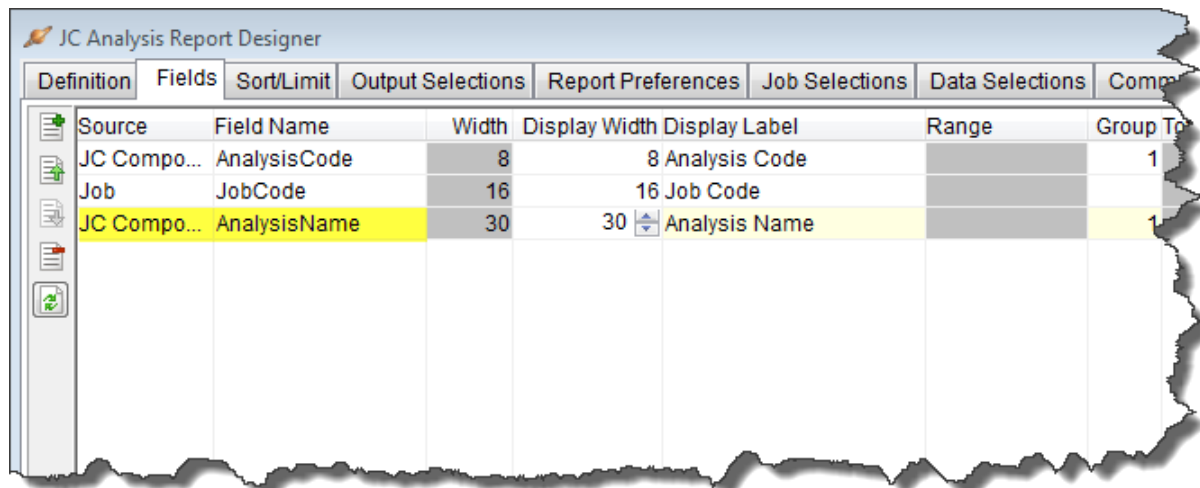 JC Analysis Report Designer
Definition Fields Sort/Limit Output Selections Report Preferences Job Selections Data Selections
Source Field Name Width Display Width Display Label Range Group
JC Compo... AnalysisCode 8 8 Analysis Code 1
Job JobCode 16 16 Job Code
JC Compo... AnalysisName 30 30 Analysis Name 1